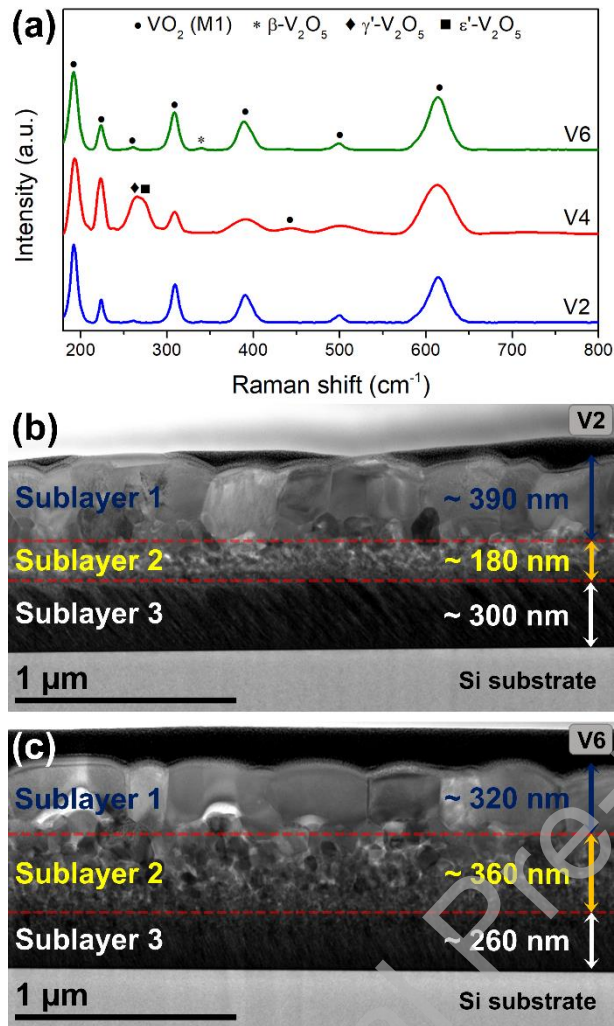 (a)
• VO2 (M1) * β-V2O5 ♦ γ'-V2O5 ■ ε'-V2O5
Intensity (a.u.)
V6
V4
V2
200 300 400 500 600 700 800
Raman shift (cm-1)
(b)
V2
Sublayer 1 ~ 390 nm
Sublayer 2 ~ 180 nm
Sublayer 3 ~ 300 nm
1 µm
Si substrate
(c)
V6
Sublayer 1 ~ 320 nm
Sublayer 2 ~ 360 nm
Sublayer 3 ~ 260 nm
1 µm
Si substrate
l Pre